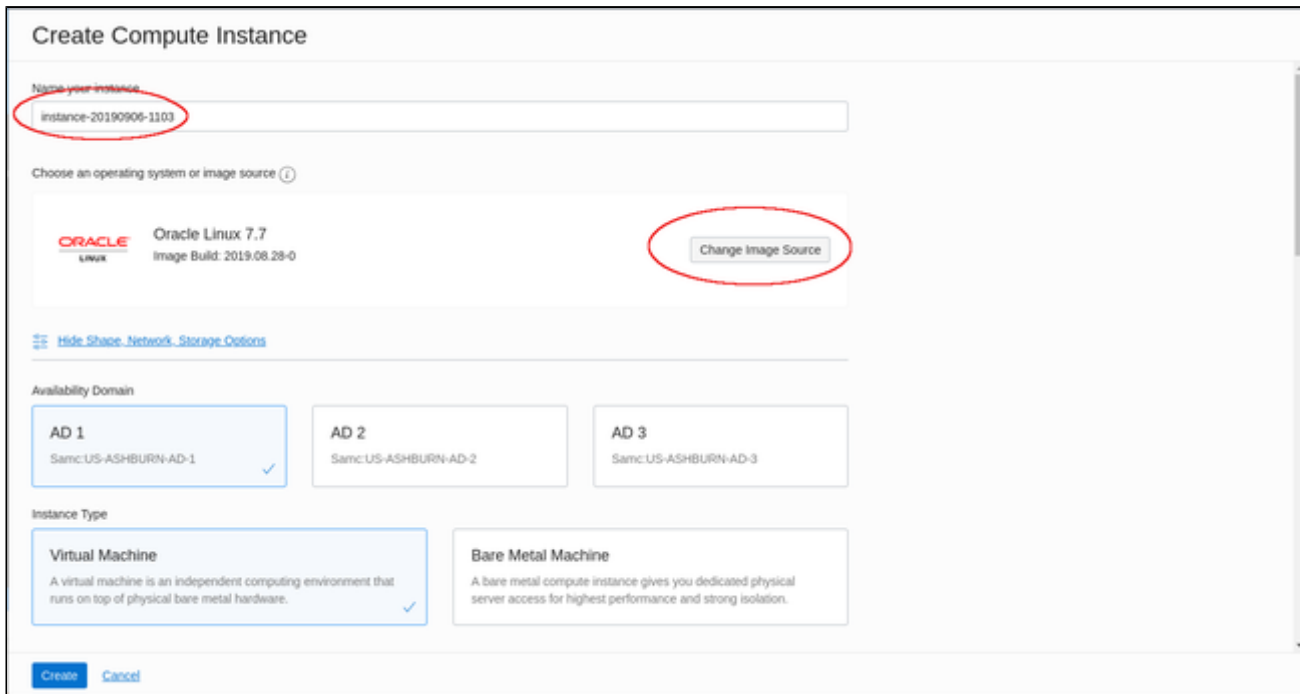 Create Compute Instance
Name your instance
instance-20190906-1103
Choose an operating system or image source i
ORACLE
LINUX
Oracle Linux 7.7
Image Build: 2019.08.28-0
Change Image Source
Hide Shape, Network, Storage Options
Availability Domain
AD 1
Samc:US-ASHBURN-AD-1
AD 2
Samc:US-ASHBURN-AD-2
AD 3
Samc:US-ASHBURN-AD-3
Instance Type
Virtual Machine
A virtual machine is an independent computing environment that
runs on top of physical bare metal hardware.
Bare Metal Machine
A bare metal compute instance gives you dedicated physical
server access for highest performance and strong isolation.
Create
Cancel